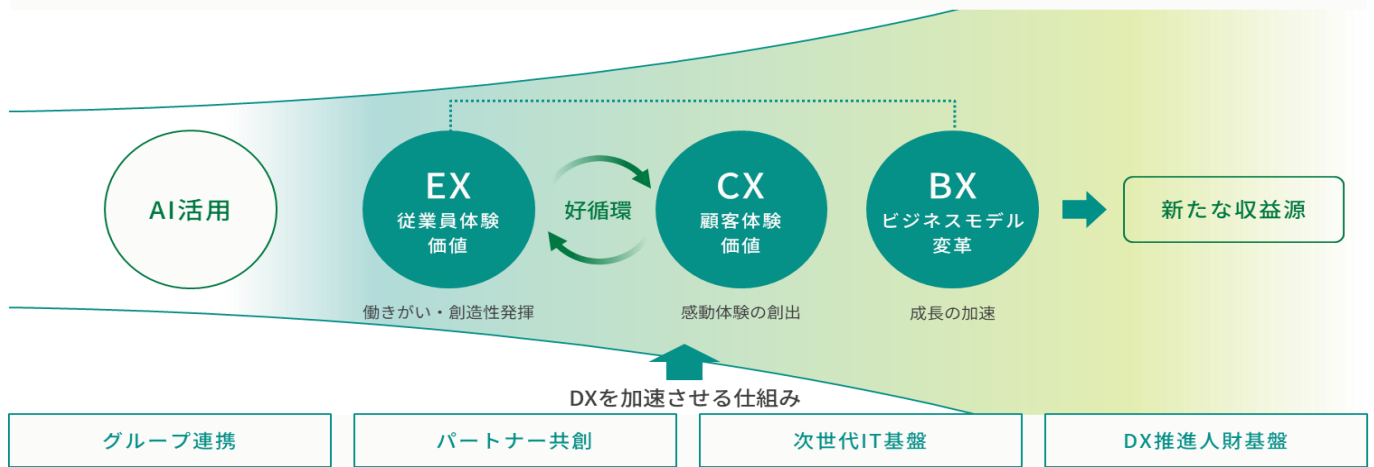 AI活用
EX
従業員体験
価値
働きがい・創造性発揮
好循環
CX
顧客体験
価値
感動体験の創出
BX
ビジネスモデル
変革
成長の加速
新たな収益源
DXを加速させる仕組み
グループ連携
パートナー共創
次世代IT基盤
DX推進人財基盤